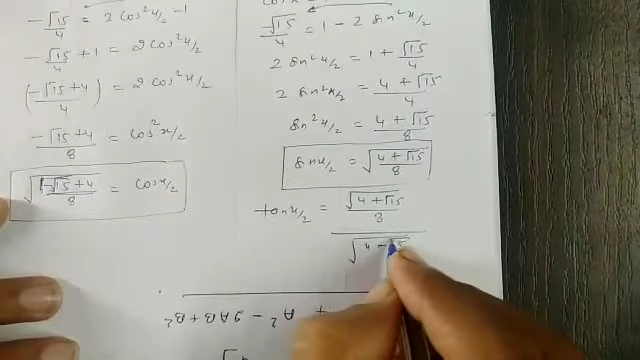 -√15/4 = 2 cos²x/2 - 1
-√15/4 + 1 = 2 cos²x/2
(-√15 + 4)/4 = 2 cos²x/2
(-√15 + 4)/8 = cos²x/2
√((-√15 + 4)/8) = cos x/2
-√15/4 = 1 - 2 sin²x/2
2 sin²x/2 = 1 + √15/4
2 sin²x/2 = (4 + √15)/4
sin²x/2 = (4 + √15)/8
sin x/2 = √((4 + √15)/8)
tan x/2 = √(4 + √15)/8
√4 -
A² - 2AB + B²